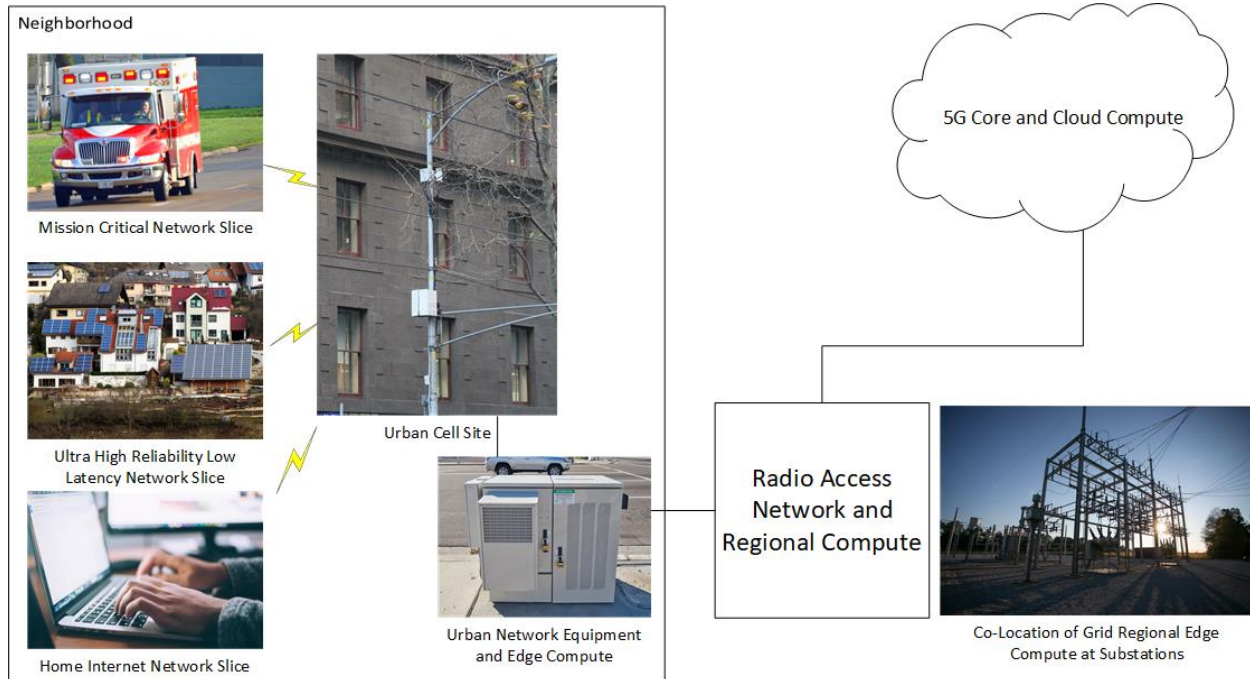 Neighborhood
Mission Critical Network Slice
Ultra High Reliability Low
Latency Network Slice
Home Internet Network Slice
Urban Cell Site
Urban Network Equipment
and Edge Compute
5G Core and Cloud Compute
Radio Access
Network and
Regional Compute
Co-Location of Grid Regional Edge
Compute at Substations